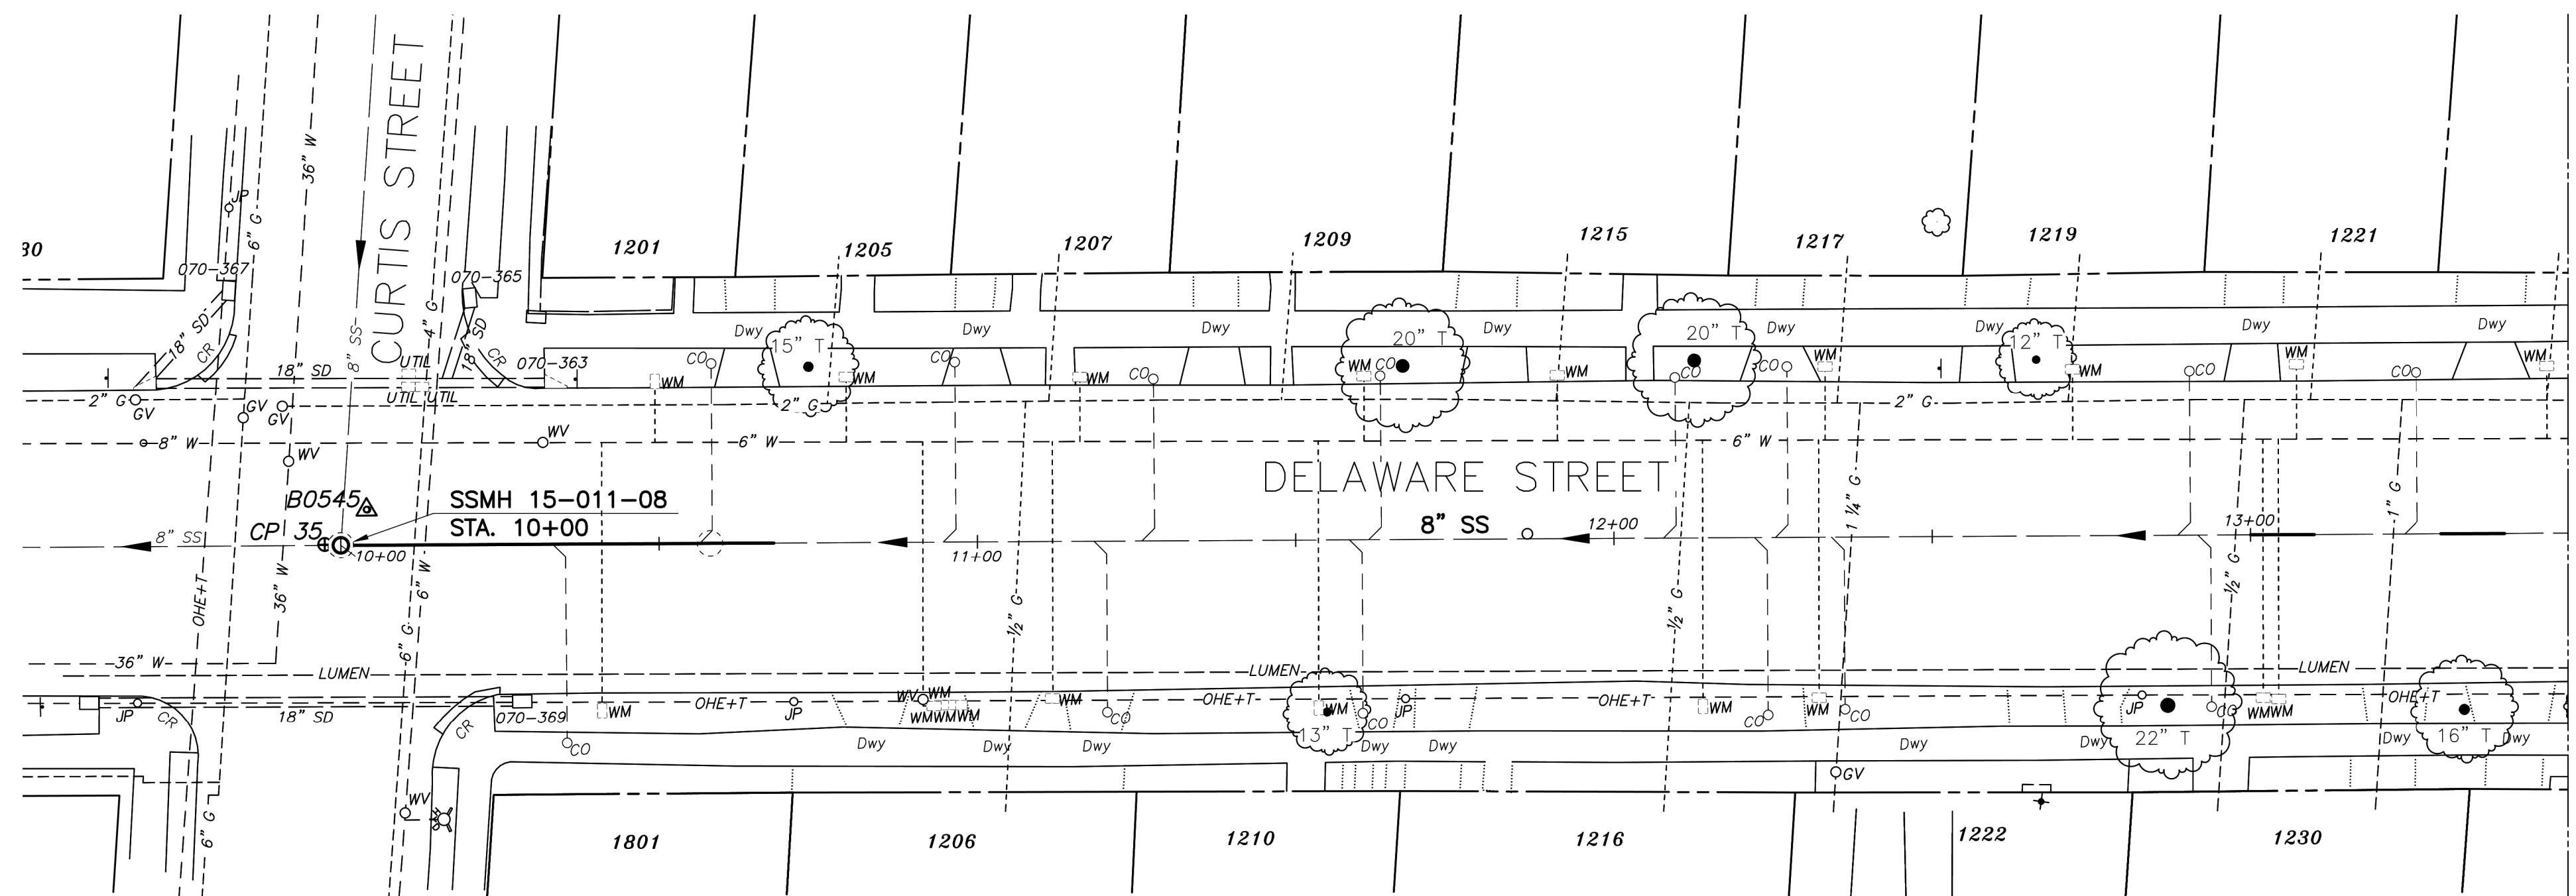 CURTIS STREET
36" W
6" G
JP
80
1201
1205
1207
1209
1215
1217
1219
1221
070-367
070-365
18" SD
CR
8" SS
4" G
18" SD
CR
UTIL
18" SD
070-363
UTIL UTIL
Dwy
Dwy
Dwy
Dwy
Dwy
Dwy
Dwy
Dwy
15" T
20" T
20" T
12" T
CO
CO
CO
WM CO
CO
CO
WM
CO
WM
CO
WM
WM
WM
WM
WM
WM
2" G
GV
GV
GV
2" G
2" G
8" W
WV
6" W
6" W
WV
DELAWARE STREET
B0545
SSMH 15-011-08
CP 35
STA. 10+00
8" SS
10+00
11+00
8" SS
12+00
13+00
1 1/4" G
1" G
OHE+T
36" W
6" W
6" G
1/2" G
1/2" G
1/2" G
36" W
LUMEN
LUMEN
LUMEN
JP
CR
18" SD
CR
070-369
WM
OHE+T
JP
WV
WM
WMWMWM
WM
CO
OHE+T
WM
CO
JP
OHE+T
WM
CO
WM
CO
JP
CO
WMWM
OHE+T
CO
Dwy
Dwy
Dwy
13" T
Dwy
Dwy
Dwy
Dwy
22" T
Dwy
16" T
Dwy
GV
WV
6" G
1801
1206
1210
1216
1222
1230